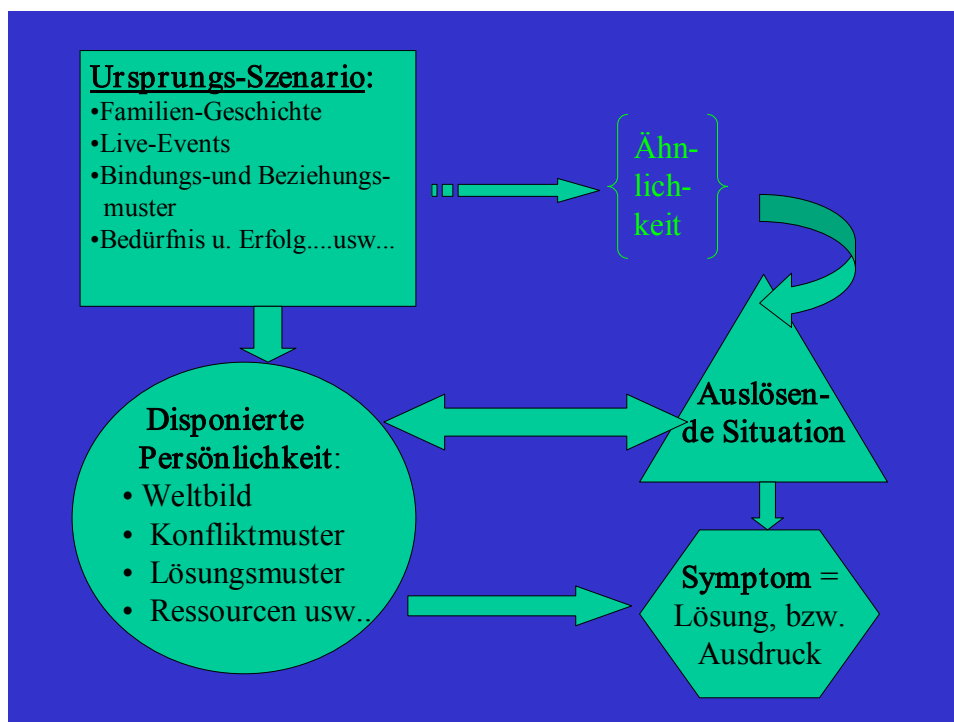 Ursprungs-Szenario:
•Familien-Geschichte
•Live-Events
•Bindungs-und Beziehungs-
muster
•Bedürfnis u. Erfolg....usw...
Ähn-
lich-
keit
Auslösen-
de Situation
Disponierte
Persönlichkeit:
• Weltbild
• Konfliktmuster
• Lösungsmuster
• Ressourcen usw..
Symptom =
Lösung, bzw.
Ausdruck